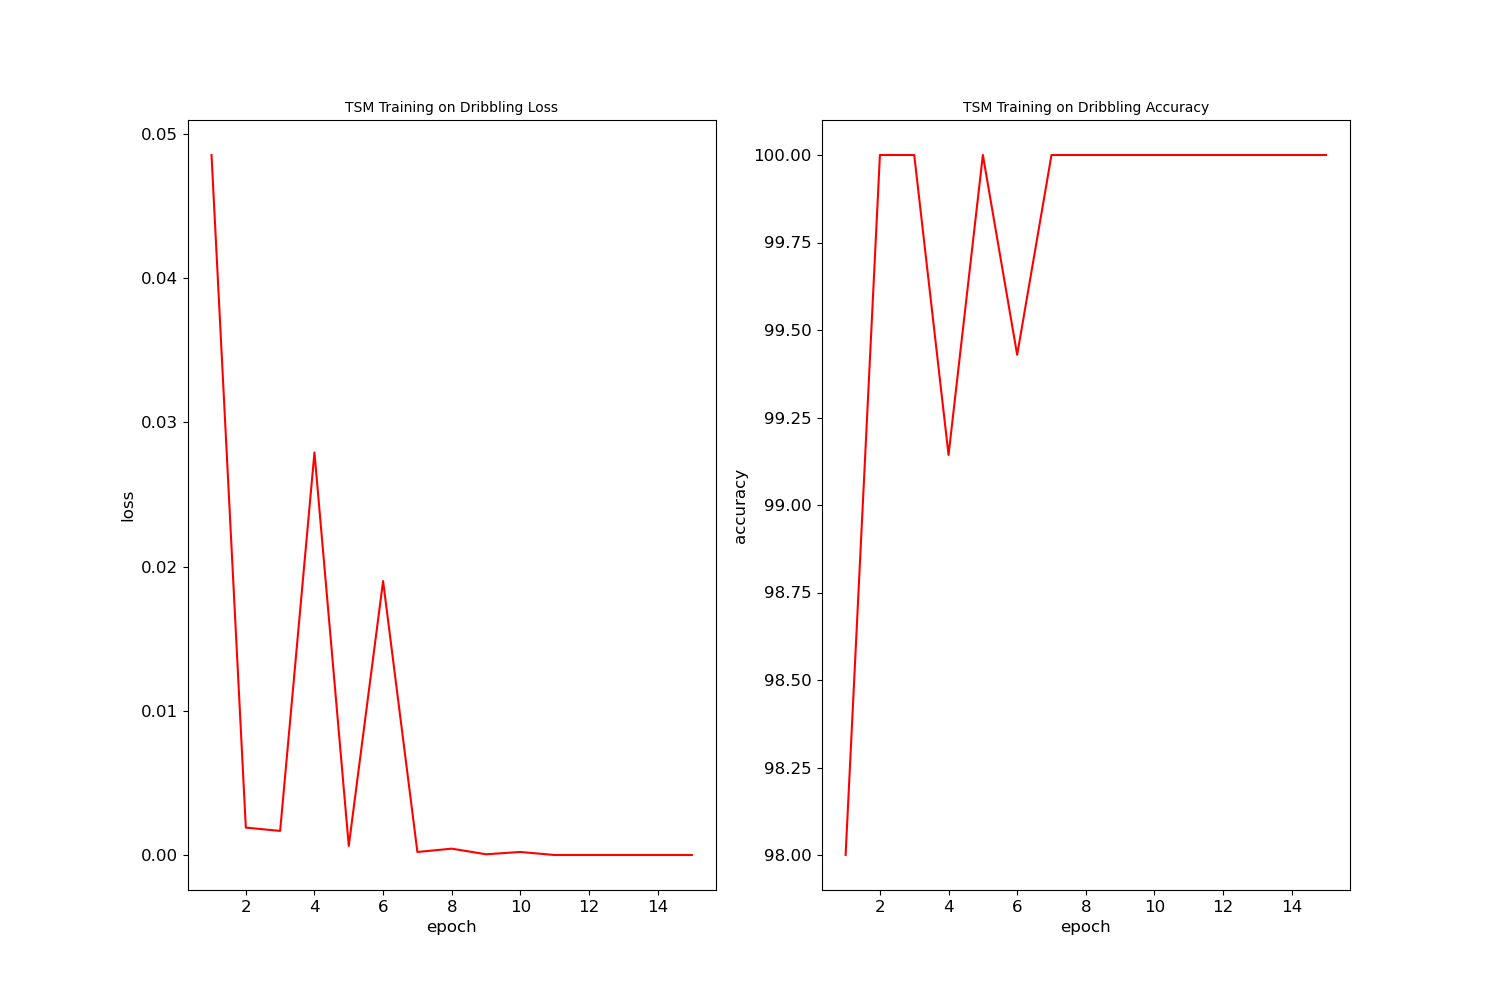 TSM Training on Dribbling Loss
0.05
0.04
0.03
0.02
0.01
0.00
loss
2 4 6 8 10 12 14
epoch
TSM Training on Dribbling Accuracy
100.00
99.75
99.50
99.25
99.00
98.75
98.50
98.25
98.00
accuracy
2 4 6 8 10 12 14
epoch